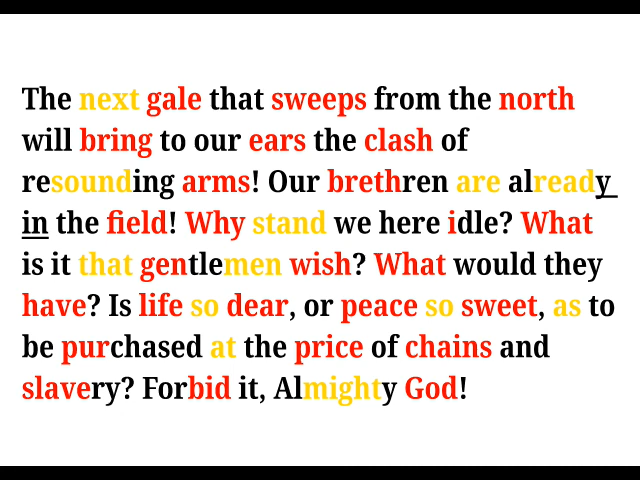 The next gale that sweeps from the north
will bring to our ears the clash of
resounding arms! Our brethren are already
in the field! Why stand we here idle? What
is it that gentlemen wish? What would they
have? Is life so dear, or peace so sweet, as to
be purchased at the price of chains and
slavery? Forbid it, Almighty God!